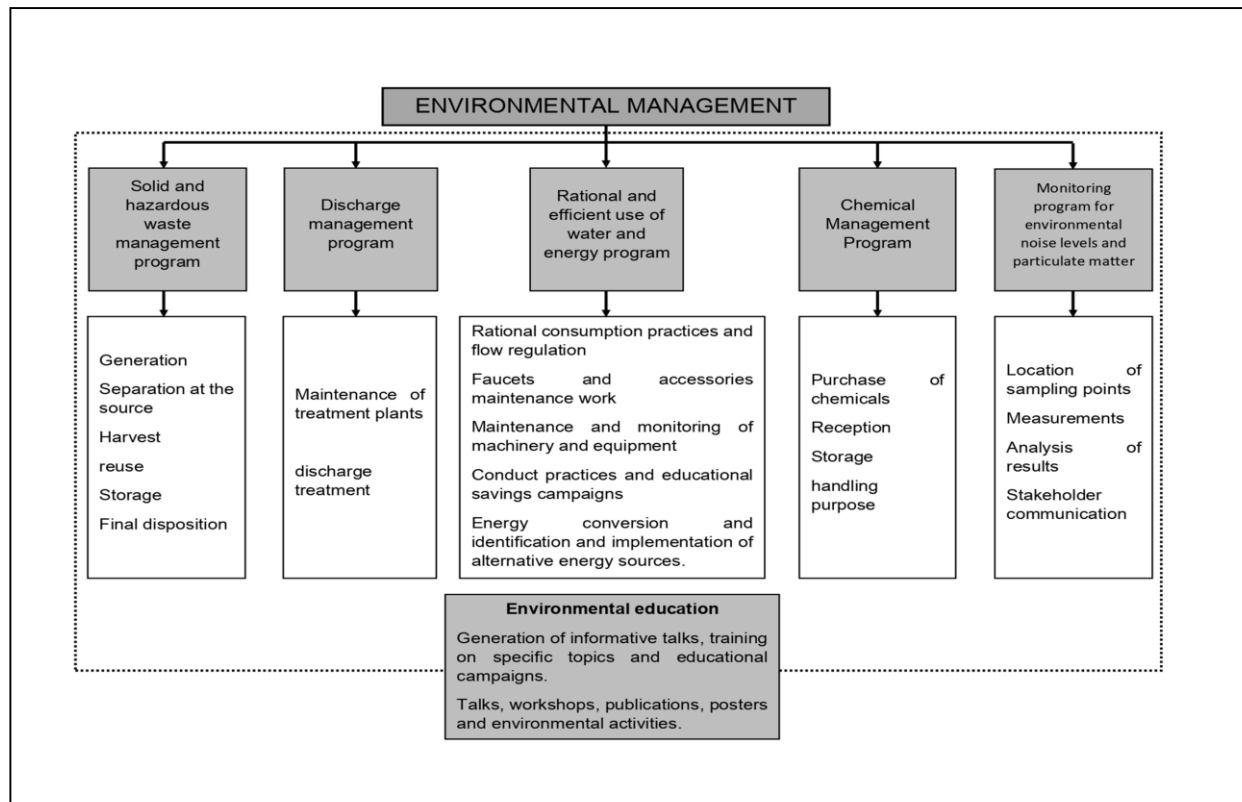 ENVIRONMENTAL MANAGEMENT
Solid and
hazardous
waste
management
program
Discharge
management
program
Rational and
efficient use of
water and
energy program
Chemical
Management
Program
Monitoring
program for
environmental
noise levels and
particulate matter
Generation
Separation at the
source
Harvest
reuse
Storage
Final disposition
Maintenance of
treatment plants
discharge
treatment
Rational consumption practices and
flow regulation
Faucets and accessories
maintenance work
Maintenance and monitoring of
machinery and equipment
Conduct practices and educational
savings campaigns
Energy conversion and
identification and implementation of
alternative energy sources.
Purchase of
chemicals
Reception
Storage
handling
purpose
Location of
sampling points
Measurements
Analysis of
results
Stakeholder
communication
Environmental education
Generation of informative talks, training
on specific topics and educational
campaigns.
Talks, workshops, publications, posters
and environmental activities.